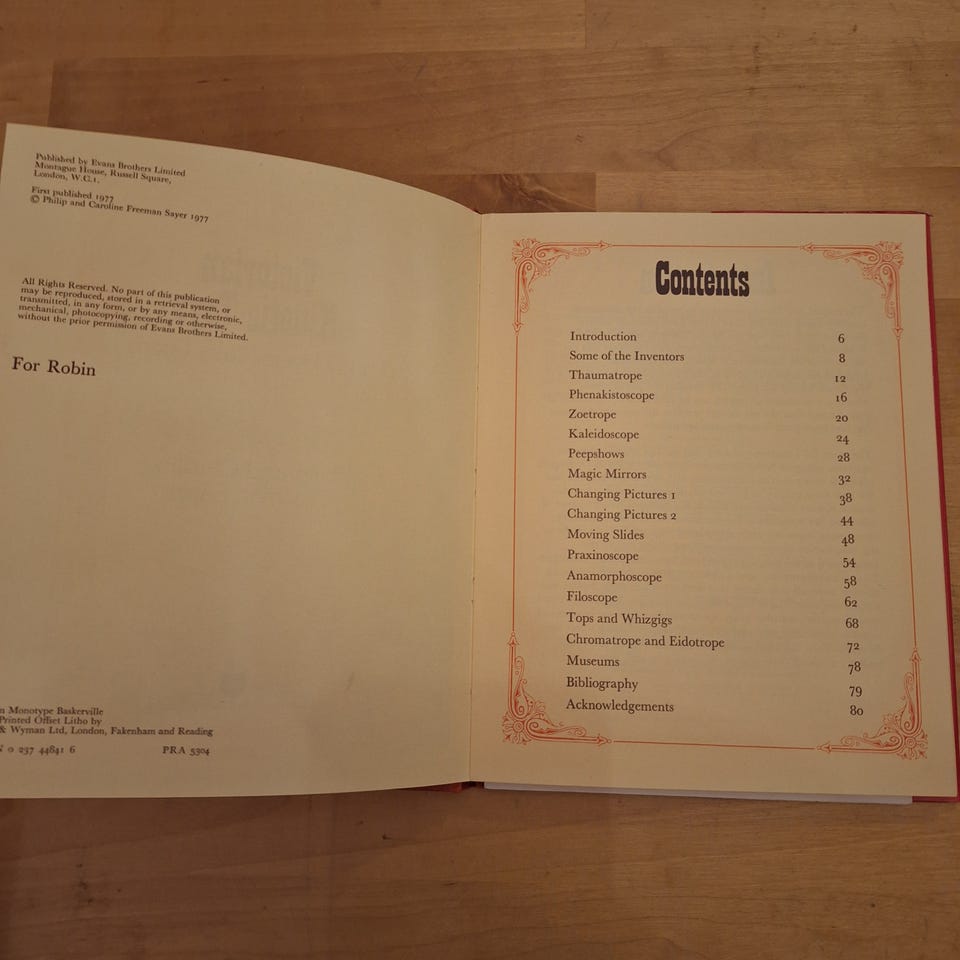 Published by Evans Brothers Limited
Montague House, Russell Square,
London, W.C.1.
First published 1977
© Philip and Caroline Freeman Sayer 1977
All Rights Reserved. No part of this publication
may be reproduced, stored in a retrieval system, or
transmitted, in any form, or by any means, electronic,
mechanical, photocopying, recording or otherwise,
without the prior permission of Evans Brothers Limited.
For Robin
Monotype Baskerville
Printed Offset Litho by
& Wyman Ltd, London, Fakenham and Reading
0 237 44841 6 PRA 5304
Contents
Introduction 6
Some of the Inventors 8
Thaumatrope 12
Phenakistoscope 16
Zoetrope 20
Kaleidoscope 24
Peepshows 28
Magic Mirrors 32
Changing Pictures 1 38
Changing Pictures 2 44
Moving Slides 48
Praxinoscope 54
Anamorphoscope 58
Filoscope 62
Tops and Whizgigs 68
Chromatrope and Eidotrope 72
Museums 78
Bibliography 79
Acknowledgements 80